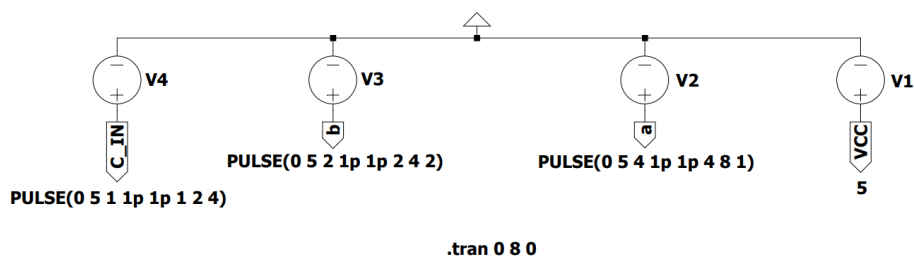 V4
V3
V2
V1
C_IN
b
a
VCC
PULSE(0 5 2 1p 1p 2 4 2)
PULSE(0 5 4 1p 1p 4 8 1)
5
PULSE(0 5 1 1p 1p 1 2 4)
.tran 0 8 0